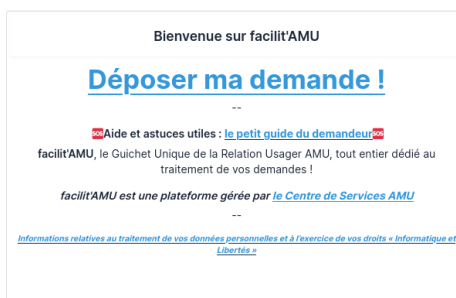 Bienvenue sur facilit'AMU
Déposer ma demande !
--
🆘Aide et astuces utiles : le petit guide du demandeur🆘
facilit'AMU, le Guichet Unique de la Relation Usager AMU, tout entier dédié au
traitement de vos demandes !
facilit'AMU est une plateforme gérée par le Centre de Services AMU
--
Informations relatives au traitement de vos données personnelles et à l'exercice de vos droits « Informatique et
Libertés »